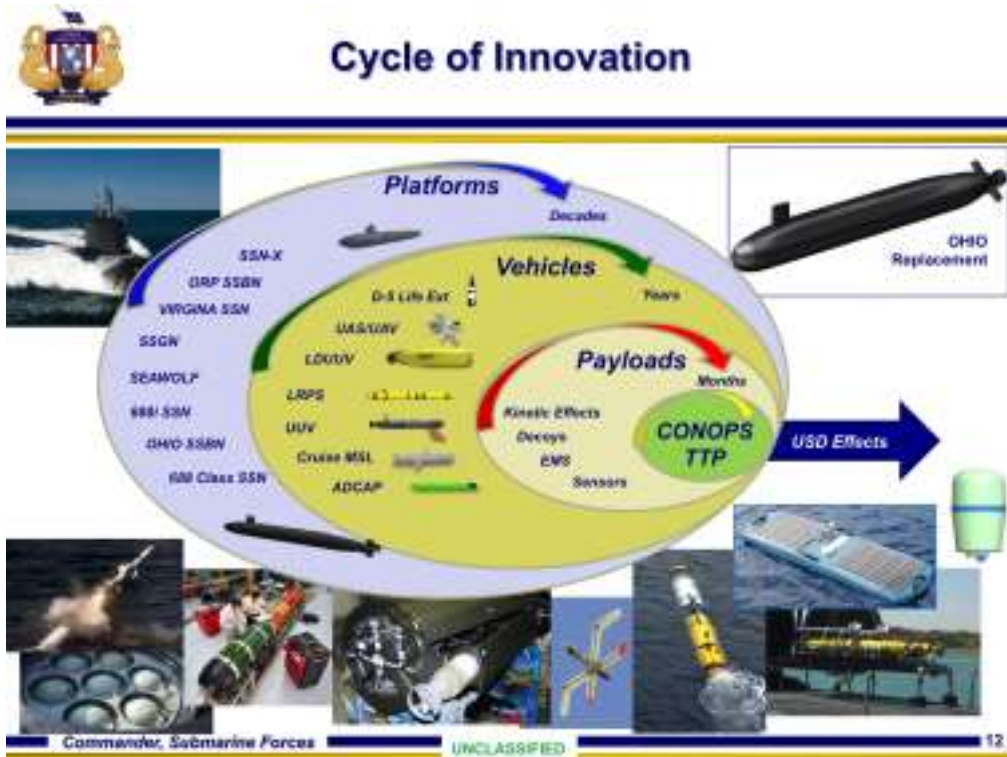 Cycle of Innovation
Platforms
Decades
SSN-X
ORP SSBN
VIRGINA SSN
SSGN
SEAWOLF
688I SSN
OHIO SSBN
688 Class SSN
Vehicles
Years
D-5 Life Ext
UAS/UAV
LDUUV
LRPS
UUV
Cruise MSL
ADCAP
Payloads
Months
Kinetic Effects
Decoys
EMS
Sensors
CONOPS
TTP
USD Effects
OHIO
Replacement
Commander, Submarine Forces
UNCLASSIFIED
12